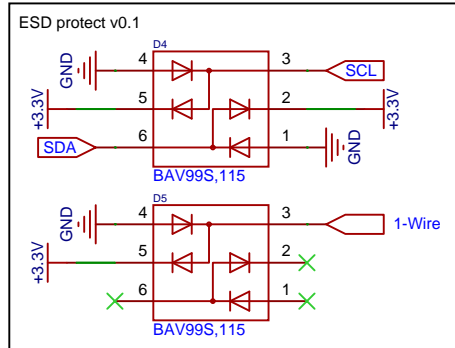 ESD protect v0.1
D4
GND 4 3 SCL
+3.3V 5 2 +3.3V
SDA 6 1 GND
BAV99S,115
D5
GND 4 3 1-Wire
+3.3V 5 2
6 1
BAV99S,115